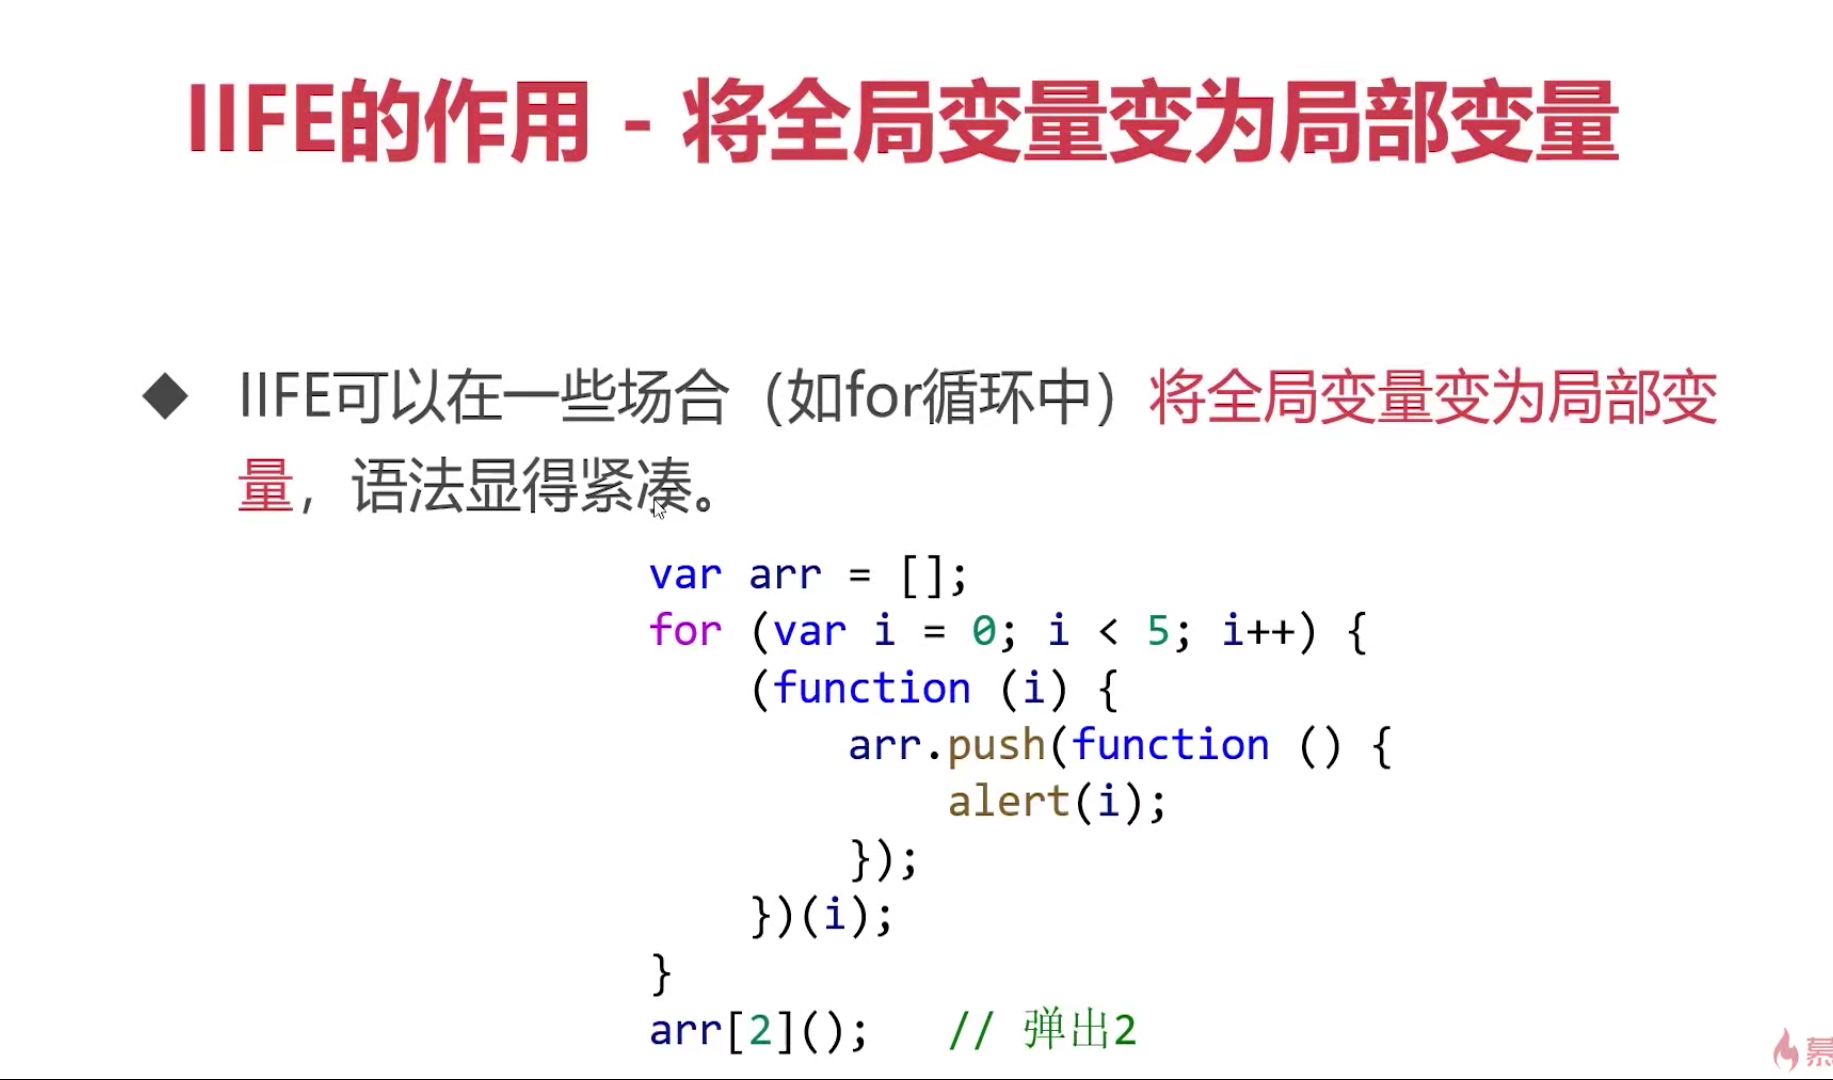 IIFE的作用 - 将全局变量变为局部变量
◆ IIFE可以在一些场合（如for循环中）将全局变量变为局部变
量，语法显得紧凑。
var arr = [];
for (var i = 0; i < 5; i++) {
    (function (i) {
        arr.push(function () {
            alert(i);
        });
    })(i);
}
arr[2]();   // 弹出2